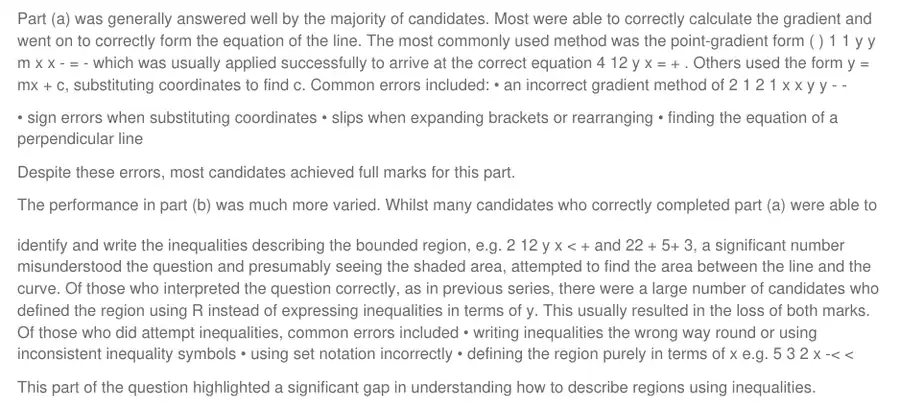 Part (a) was generally answered well by the majority of candidates. Most were able to correctly calculate the gradient and
went on to correctly form the equation of the line. The most commonly used method was the point-gradient form ( ) 1 1 y y
m x x - = - which was usually applied successfully to arrive at the correct equation 4 12 y x = + . Others used the form y =
mx + c, substituting coordinates to find c. Common errors included: • an incorrect gradient method of 2 1 2 1 x x y y - -
• sign errors when substituting coordinates • slips when expanding brackets or rearranging • finding the equation of a
perpendicular line
Despite these errors, most candidates achieved full marks for this part.
The performance in part (b) was much more varied. Whilst many candidates who correctly completed part (a) were able to
identify and write the inequalities describing the bounded region, e.g. 2 12 y x < + and 22 + 5+ 3, a significant number
misunderstood the question and presumably seeing the shaded area, attempted to find the area between the line and the
curve. Of those who interpreted the question correctly, as in previous series, there were a large number of candidates who
defined the region using R instead of expressing inequalities in terms of y. This usually resulted in the loss of both marks.
Of those who did attempt inequalities, common errors included • writing inequalities the wrong way round or using
inconsistent inequality symbols • using set notation incorrectly • defining the region purely in terms of x e.g. 5 3 2 x -< <
This part of the question highlighted a significant gap in understanding how to describe regions using inequalities.